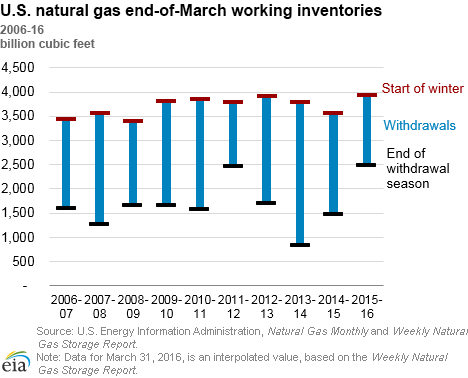 U.S. natural gas end-of-March working inventories
2006-16
billion cubic feet
4,500
4,000
3,500
3,000
2,500
2,000
1,500
1,000
500
-
Start of winter
Withdrawals
End of
withdrawal
season
2006- 2007- 2008- 2009- 2010- 2011- 2012- 2013- 2014- 2015-
07 08 09 10 11 12 13 14 15 16
Source: U.S. Energy Information Administration, Natural Gas Monthly and Weekly Natural
Gas Storage Report.
Note: Data for March 31, 2016, is an interpolated value, based on the Weekly Natural
Gas Storage Report.
eia